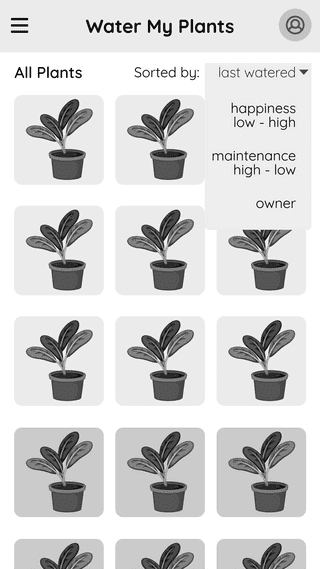 Water My Plants
All Plants
Sorted by: last watered
happiness
low - high
maintenance
high - low
owner